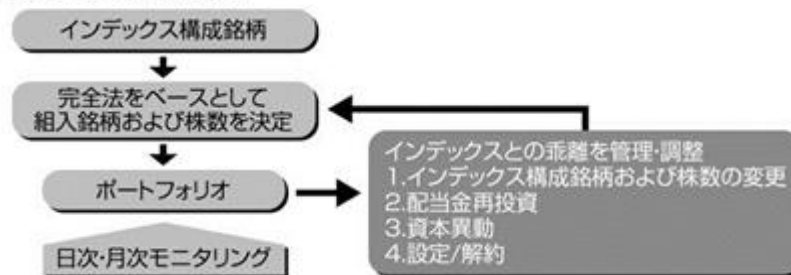 インデックス構成銘柄
完全法をベースとして
組入銘柄および株数を決定
ポートフォリオ
日次・月次モニタリング
インデックスとの乖離を管理・調整
1.インデックス構成銘柄および株数の変更
2.配当金再投資
3.資本異動
4.設定/解約